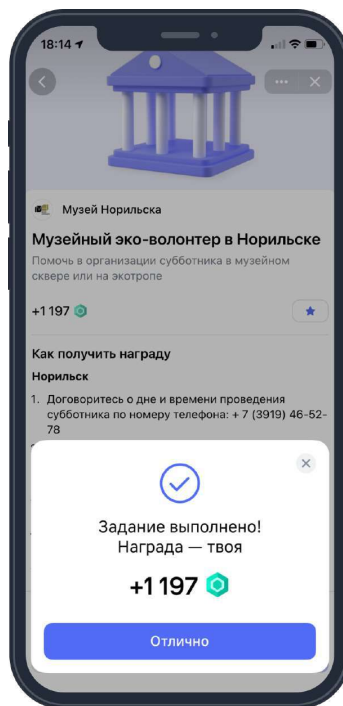 18:14
Музей Норильска
Музейный эко-волонтер в Норильске
Помочь в организации субботника в музейном
сквере или на экотропе
+1 197
Как получить награду
Норильск
1. Договоритесь о дне и времени проведения
субботника по номеру телефона: + 7 (3919) 46-52-
78
Задание выполнено!
Награда — твоя
+1 197
Отлично